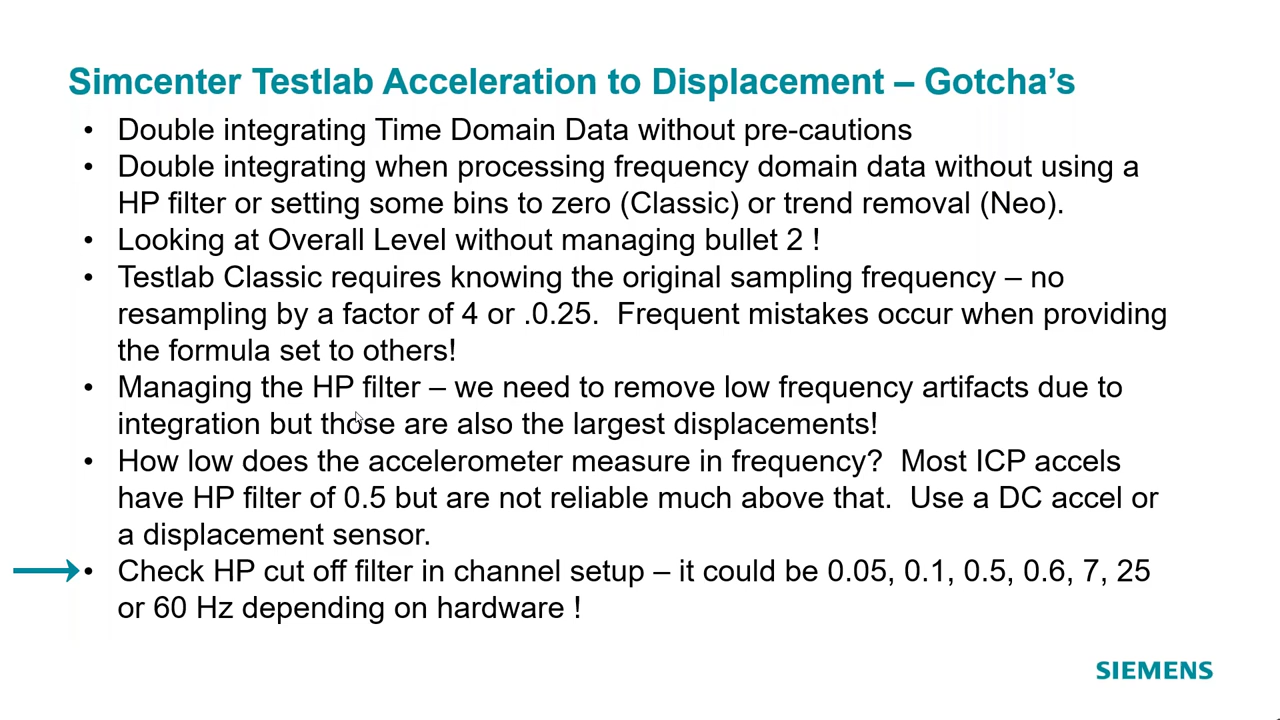 Simcenter Testlab Acceleration to Displacement – Gotcha’s
• Double integrating Time Domain Data without pre-cautions
• Double integrating when processing frequency domain data without using a
HP filter or setting some bins to zero (Classic) or trend removal (Neo).
• Looking at Overall Level without managing bullet 2 !
• Testlab Classic requires knowing the original sampling frequency – no
resampling by a factor of 4 or .0.25.  Frequent mistakes occur when providing
the formula set to others!
• Managing the HP filter – we need to remove low frequency artifacts due to
integration but those are also the largest displacements!
• How low does the accelerometer measure in frequency?  Most ICP accels
have HP filter of 0.5 but are not reliable much above that.  Use a DC accel or
a displacement sensor.
• Check HP cut off filter in channel setup – it could be 0.05, 0.1, 0.5, 0.6, 7, 25
or 60 Hz depending on hardware !
SIEMENS